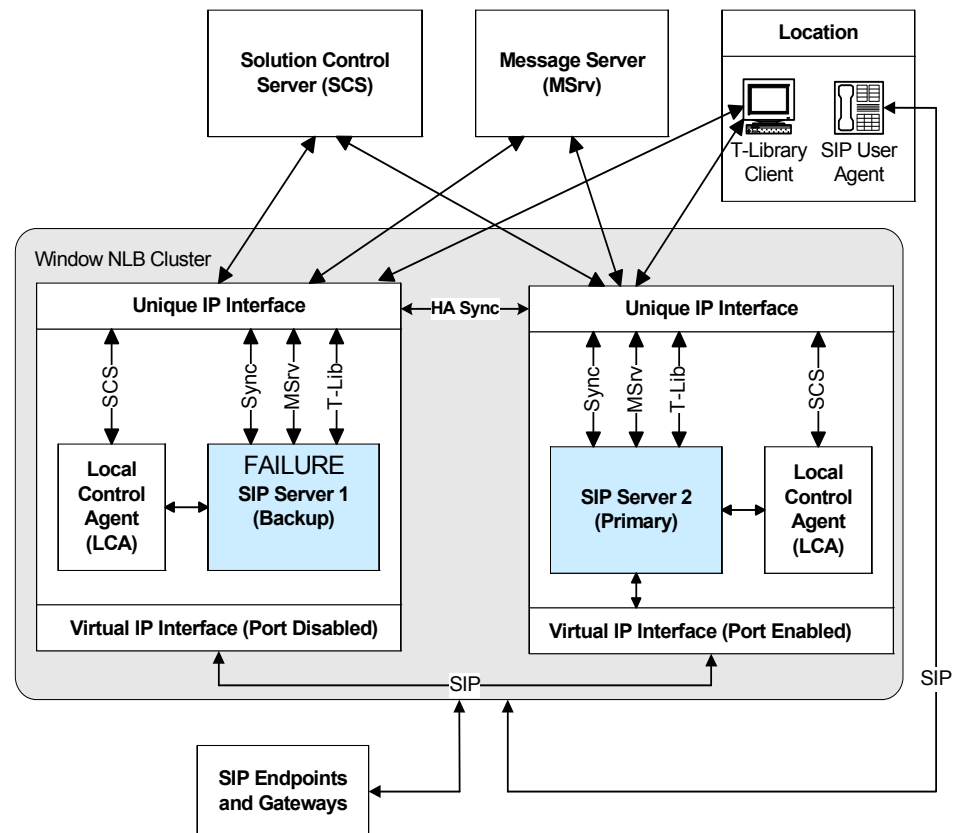 Solution Control
Server (SCS)
Message Server
(MSrv)
Location
T-Library
Client
SIP User
Agent
Window NLB Cluster
Unique IP Interface
HA Sync
Unique IP Interface
SCS
Sync
MSrv
T-Lib
Sync
MSrv
T-Lib
SCS
Local
Control
Agent
(LCA)
FAILURE
SIP Server 1
(Backup)
SIP Server 2
(Primary)
Local
Control
Agent
(LCA)
Virtual IP Interface (Port Disabled)
Virtual IP Interface (Port Enabled)
SIP
SIP
SIP Endpoints
and Gateways